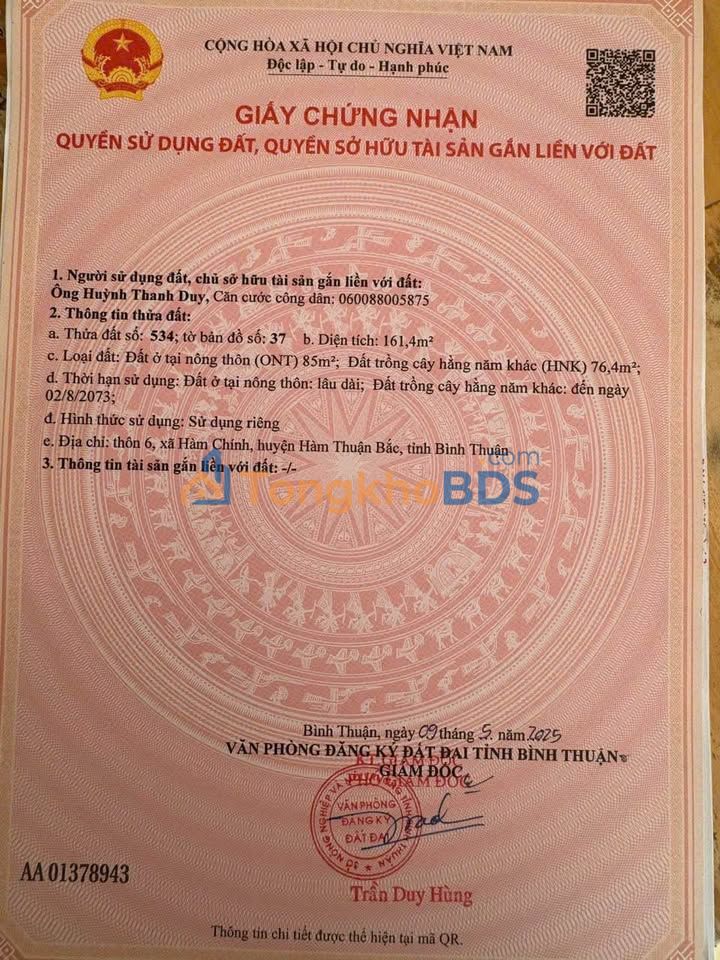 CỘNG HÒA XÃ HỘI CHỦ NGHĨA VIỆT NAM
Độc lập - Tự do - Hạnh phúc
GIẤY CHỨNG NHẬN
QUYỀN SỬ DỤNG ĐẤT, QUYỀN SỞ HỮU TÀI SẢN GẮN LIỀN VỚI ĐẤT
1. Người sử dụng đất, chủ sở hữu tài sản gắn liền với đất:
Ông Huỳnh Thanh Duy, Căn cước công dân: 060088005875
2. Thông tin thửa đất:
a. Thửa đất số: 534; tờ bản đồ số: 37 b. Diện tích: 161,4m²
c. Loại đất: Đất ở tại nông thôn (ONT) 85m²; Đất trồng cây hằng năm khác (HNK) 76,4m²;
d. Thời hạn sử dụng: Đất ở tại nông thôn: lâu dài; Đất trồng cây hằng năm khác: đến ngày
02/8/2073;
đ. Hình thức sử dụng: Sử dụng riêng
e. Địa chỉ: thôn 6, xã Hàm Chính, huyện Hàm Thuận Bắc, tỉnh Bình Thuận
3. Thông tin tài sản gắn liền với đất: -/-
TongkhoBDS.com
Bình Thuận, ngày 09 tháng 5. năm 2025
VĂN PHÒNG ĐĂNG KÝ ĐẤT ĐAI TỈNH BÌNH THUẬN
KT.GIÁM ĐỐC
GIÁM ĐỐC
PHÓ GIÁM ĐỐC
VĂN PHÒNG
ĐĂNG KÝ
ĐẤT ĐAI
Trần Duy Hùng
AA 01378943
Thông tin chi tiết được thể hiện tại mã QR.